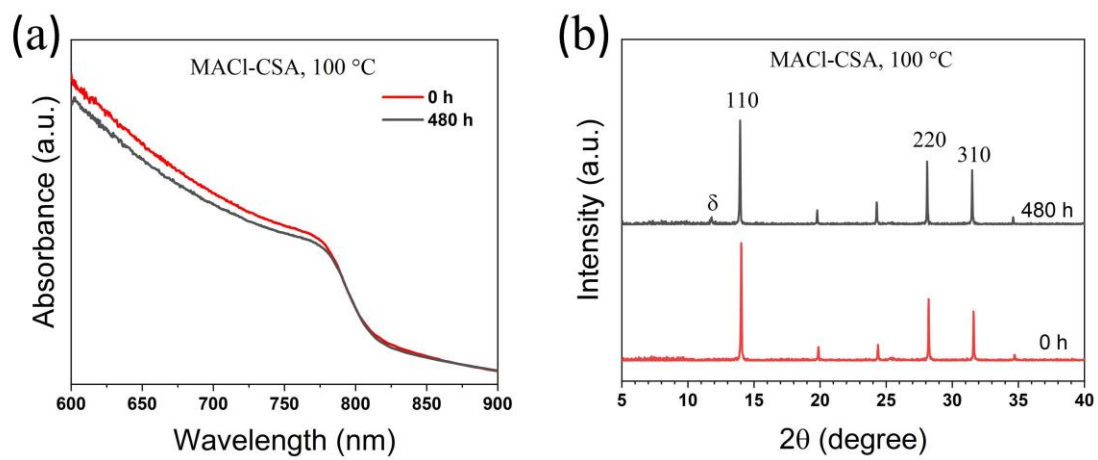 (a)
MACl-CSA, 100 °C
0 h
480 h
Absorbance (a.u.)
600 650 700 750 800 850 900
Wavelength (nm)
(b)
MACl-CSA, 100 °C
110
220
310
δ
480 h
0 h
Intensity (a.u.)
5 10 15 20 25 30 35 40
2θ (degree)